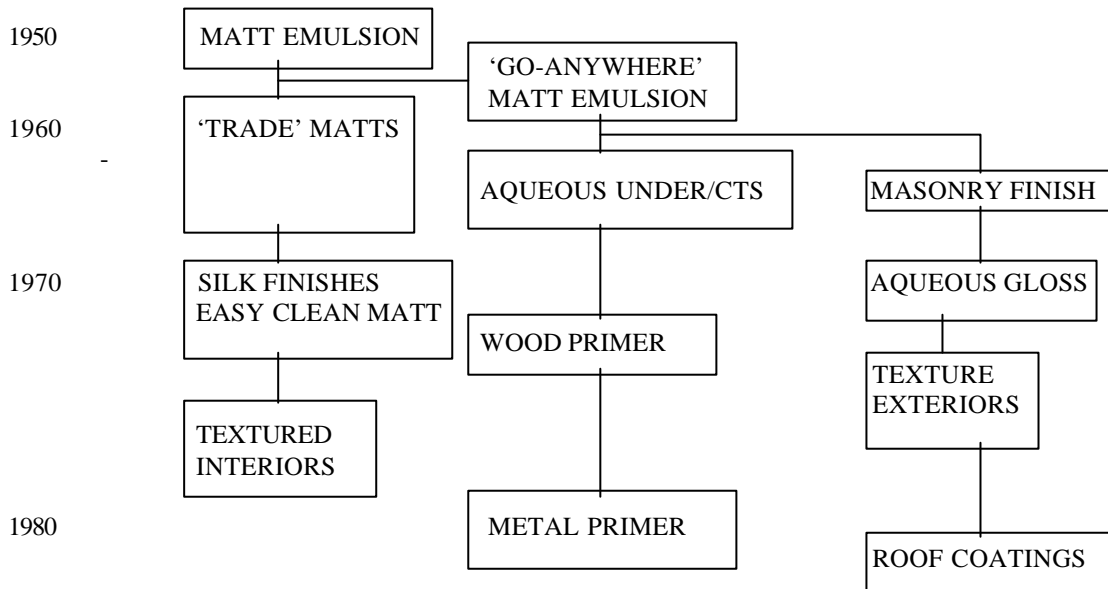 1950
MATT EMULSION
‘GO-ANYWHERE’
MATT EMULSION
1960
‘TRADE’ MATTS
-
AQUEOUS UNDER/CTS
MASONRY FINISH
1970
SILK FINISHES
EASY CLEAN MATT
AQUEOUS GLOSS
WOOD PRIMER
TEXTURE
EXTERIORS
TEXTURED
INTERIORS
1980
METAL PRIMER
ROOF COATINGS